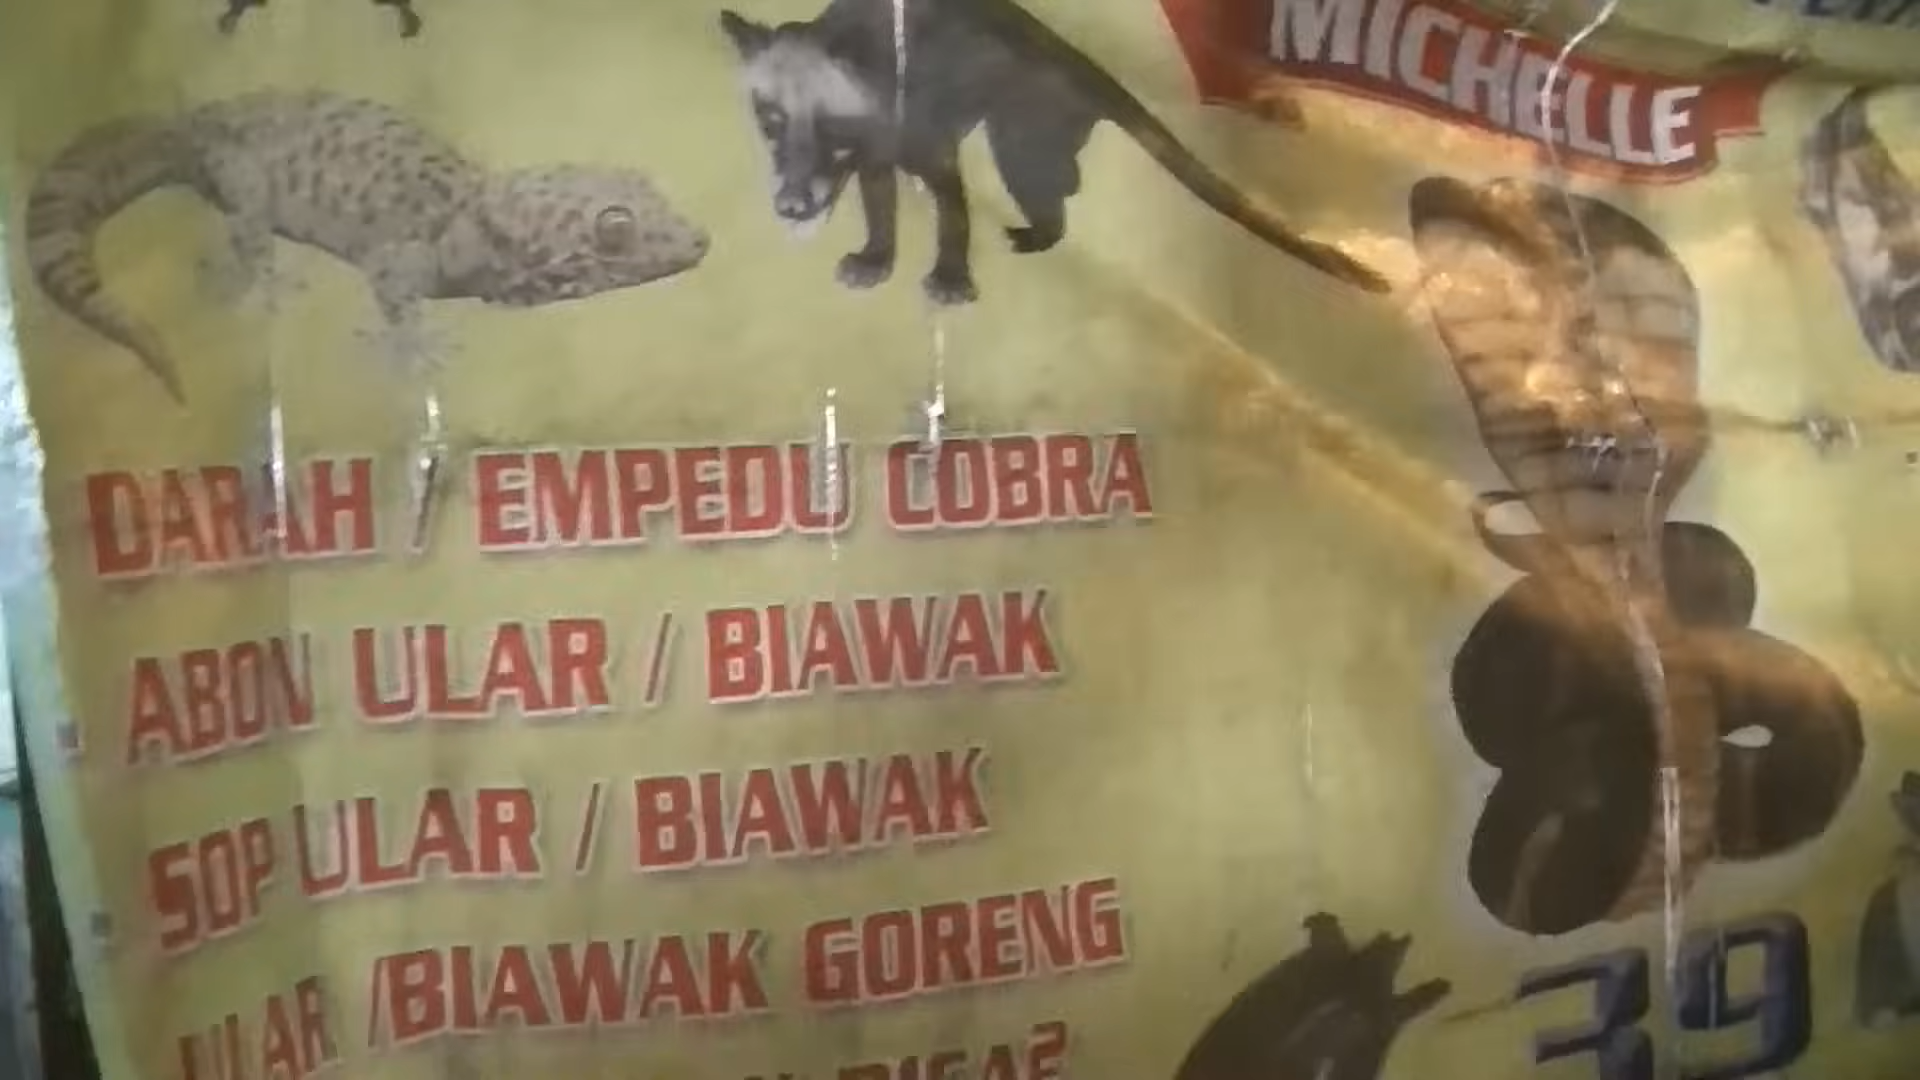 MICHELLE
DARAH / EMPEDU COBRA
ABON ULAR / BIAWAK
SOP ULAR / BIAWAK
ULAR /BIAWAK GORENG
39